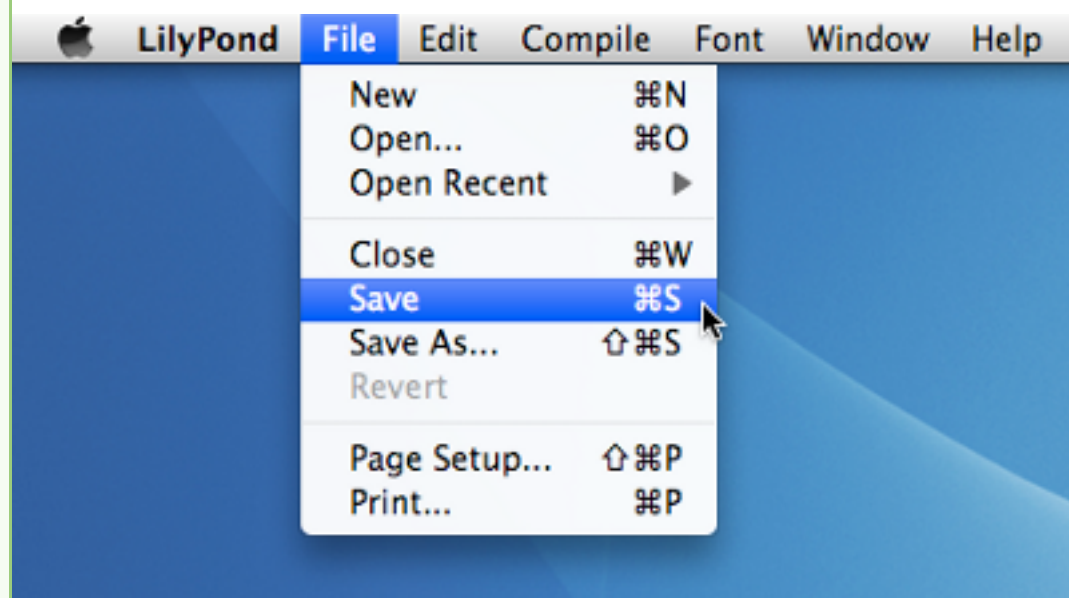 LilyPond File Edit Compile Font Window Help
New ⌘N
Open... ⌘O
Open Recent ▶
Close ⌘W
Save ⌘S
Save As... ⇧⌘S
Revert
Page Setup... ⇧⌘P
Print... ⌘P